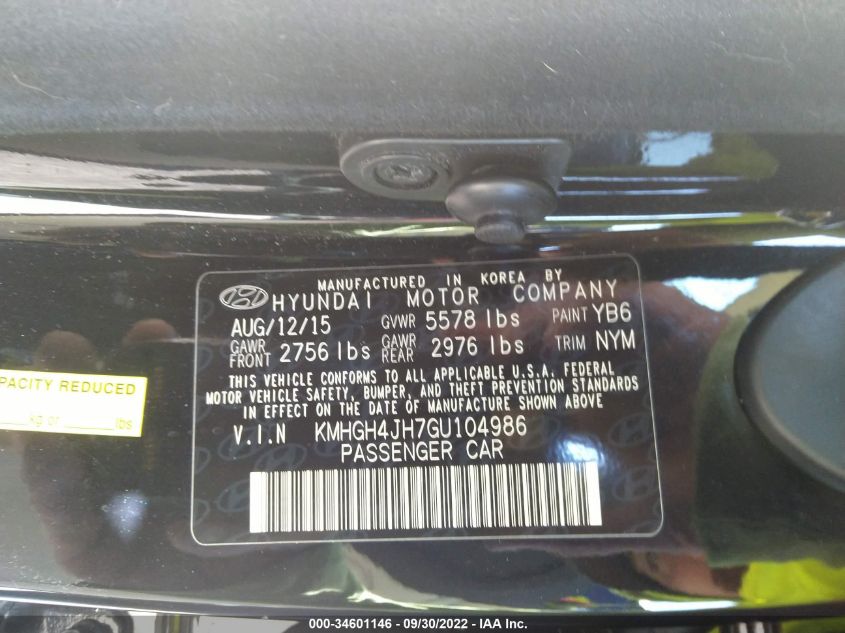 MANUFACTURED IN KOREA BY
HYUNDAI MOTOR COMPANY
AUG/12/15 GVWR 5578 lbs PAINT YB6
GAWR FRONT 2756 lbs GAWR REAR 2976 lbs TRIM NYM
THIS VEHICLE CONFORMS TO ALL APPLICABLE U.S.A. FEDERAL
MOTOR VEHICLE SAFETY, BUMPER, AND THEFT PREVENTION STANDARDS
IN EFFECT ON THE DATE OF MANUFACTURE SHOWN ABOVE
V.I.N KMHGH4JH7GU104986
PASSENGER CAR
PACITY REDUCED
kg or lbs
000-34601146 - 09/30/2022 - IAA Inc.